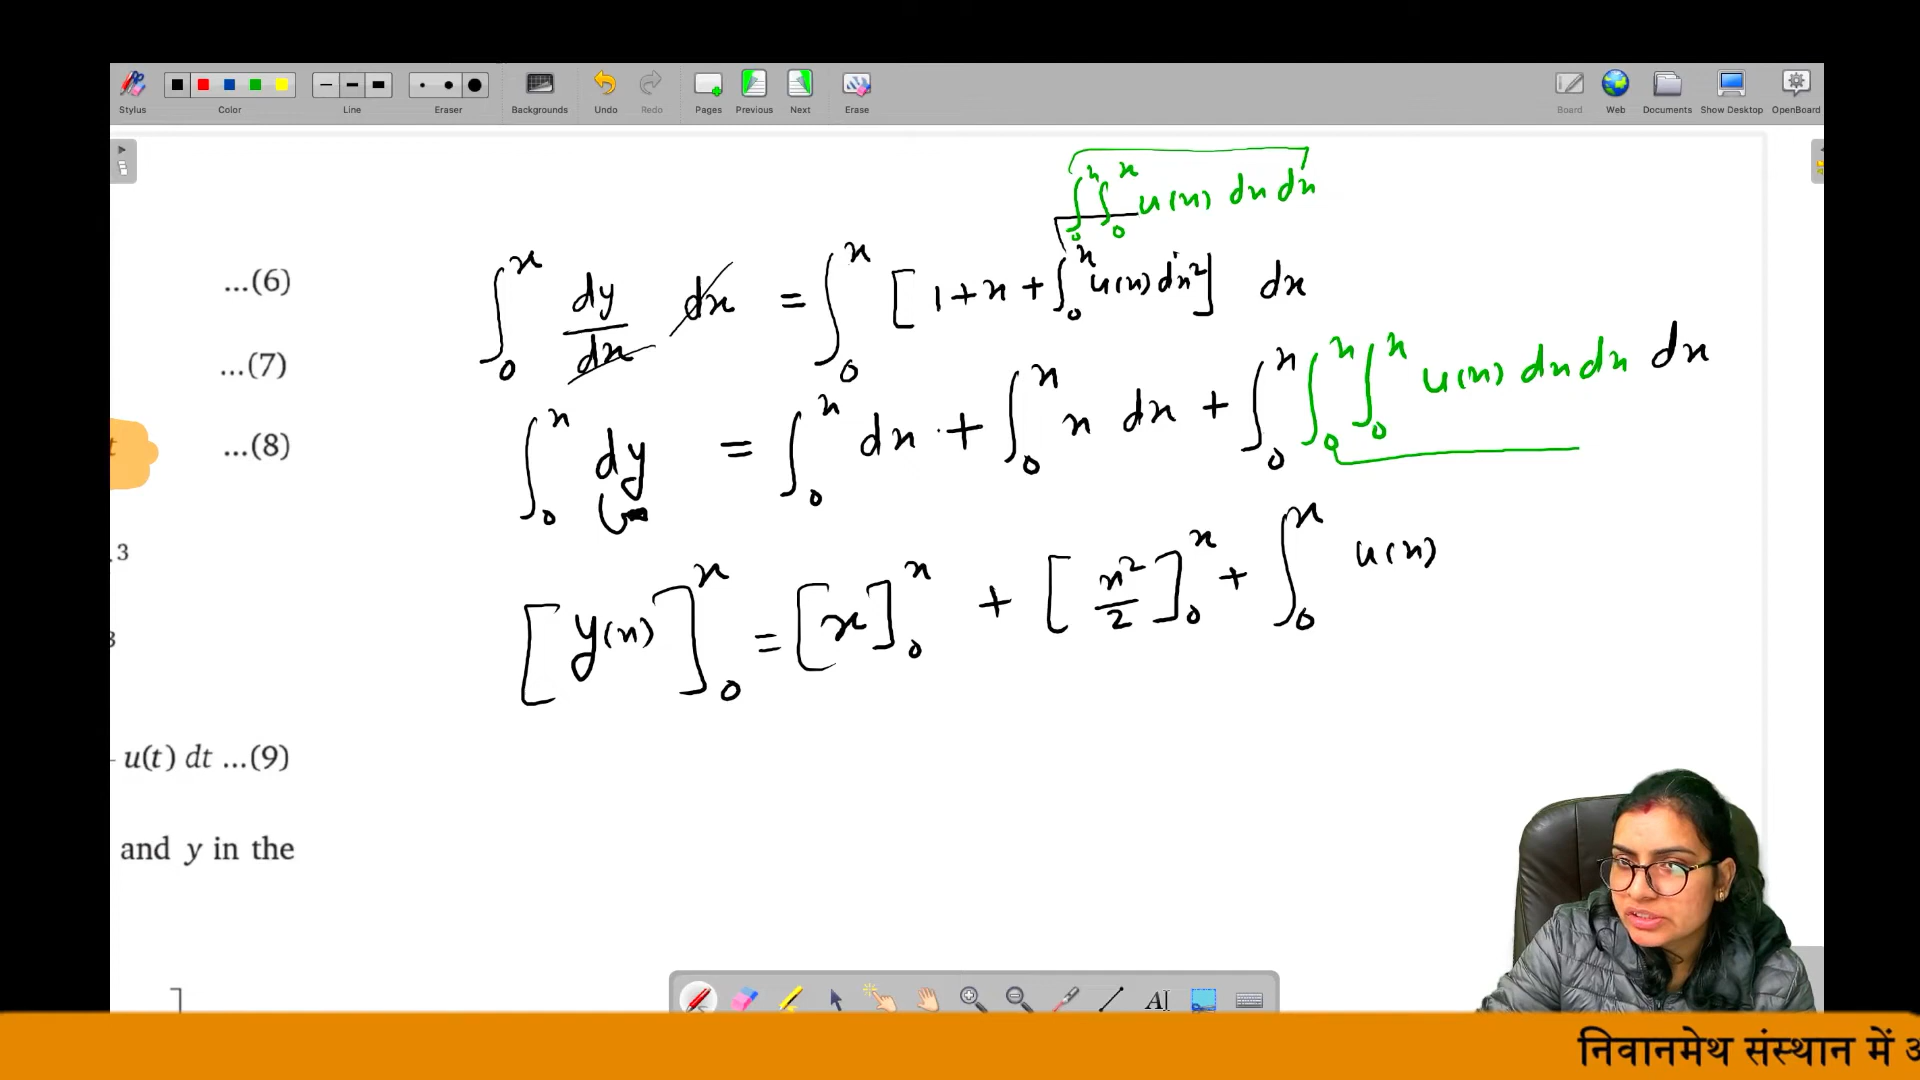 Stylus Color Line Eraser Backgrounds Undo Redo Pages Previous Next Erase Board Web Documents Show Desktop OpenBoard
∫₀ˣ ∫₀ˣ u(x) dx dx
...(6)
∫₀ˣ dy/dx dx = ∫₀ˣ [1 + x + ∫₀ˣ u(x) dx²] dx
...(7)
∫₀ˣ dy = ∫₀ˣ dx + ∫₀ˣ x dx + ∫₀ˣ ∫₀ˣ ∫₀ˣ u(x) dx dx dx
t ...(8)
[y(x)]₀ˣ = [x]₀ˣ + [x²/2]₀ˣ + ∫₀ˣ u(x)
.3
u(t) dt ...(9)
and y in the
निवानमेथ संस्थान में